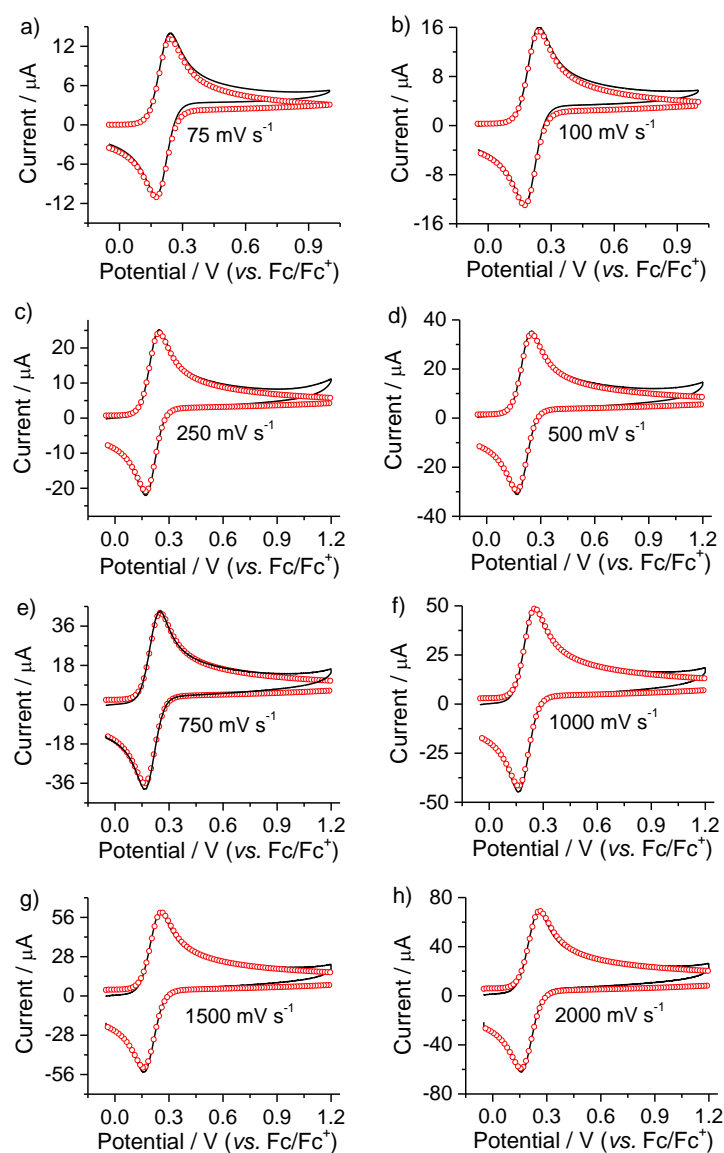 a)
14
7
0
-6
-12
Current / µA
75 mV s-1
0.0 0.3 0.6 0.9
Potential / V (vs. Fc/Fc+)
b)
16
8
0
-8
-16
Current / µA
100 mV s-1
0.0 0.3 0.6 0.9
Potential / V (vs. Fc/Fc+)
c)
20
10
0
-10
-20
Current / µA
250 mV s-1
0.0 0.3 0.6 0.9 1.2
Potential / V (vs. Fc/Fc+)
d)
40
20
0
-20
-40
Current / µA
500 mV s-1
0.0 0.3 0.6 0.9 1.2
Potential / V (vs. Fc/Fc+)
e)
36
18
0
-18
-36
Current / µA
750 mV s-1
0.0 0.3 0.6 0.9 1.2
Potential / V (vs. Fc/Fc+)
f)
50
25
0
-25
-50
Current / µA
1000 mV s-1
0.0 0.3 0.6 0.9 1.2
Potential / V (vs. Fc/Fc+)
g)
56
28
0
-28
-56
Current / µA
1500 mV s-1
0.0 0.3 0.6 0.9 1.2
Potential / V (vs. Fc/Fc+)
h)
80
40
0
-40
-80
Current / µA
2000 mV s-1
0.0 0.3 0.6 0.9 1.2
Potential / V (vs. Fc/Fc+)